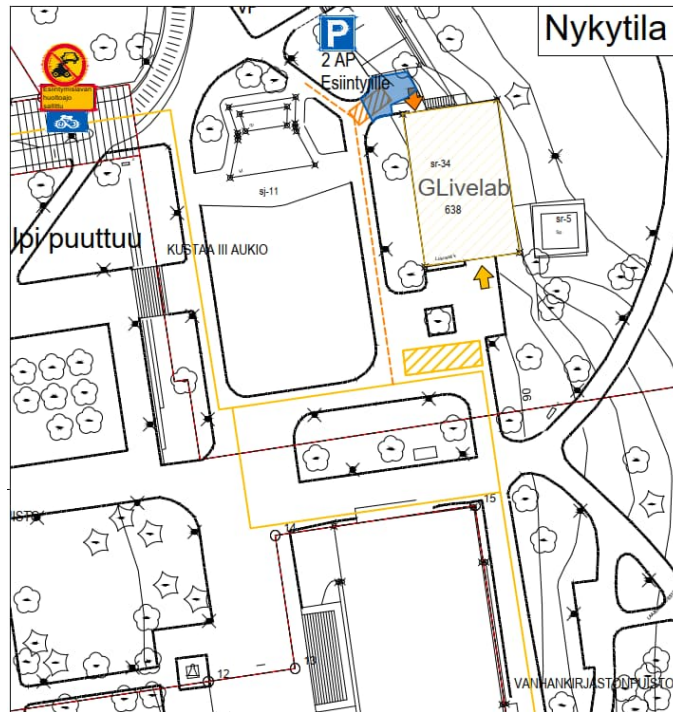 Nykytila
VP
2 AP
Esiintyjille
P
Esiintymislavan
huoltoajo
sallittu
sr-34
GLivelab
638
sr-5
sj-11
lpi puuttuu
KUSTAA III AUKIO
90
15
14
13
12
VANHANKIRJASTONPUISTO